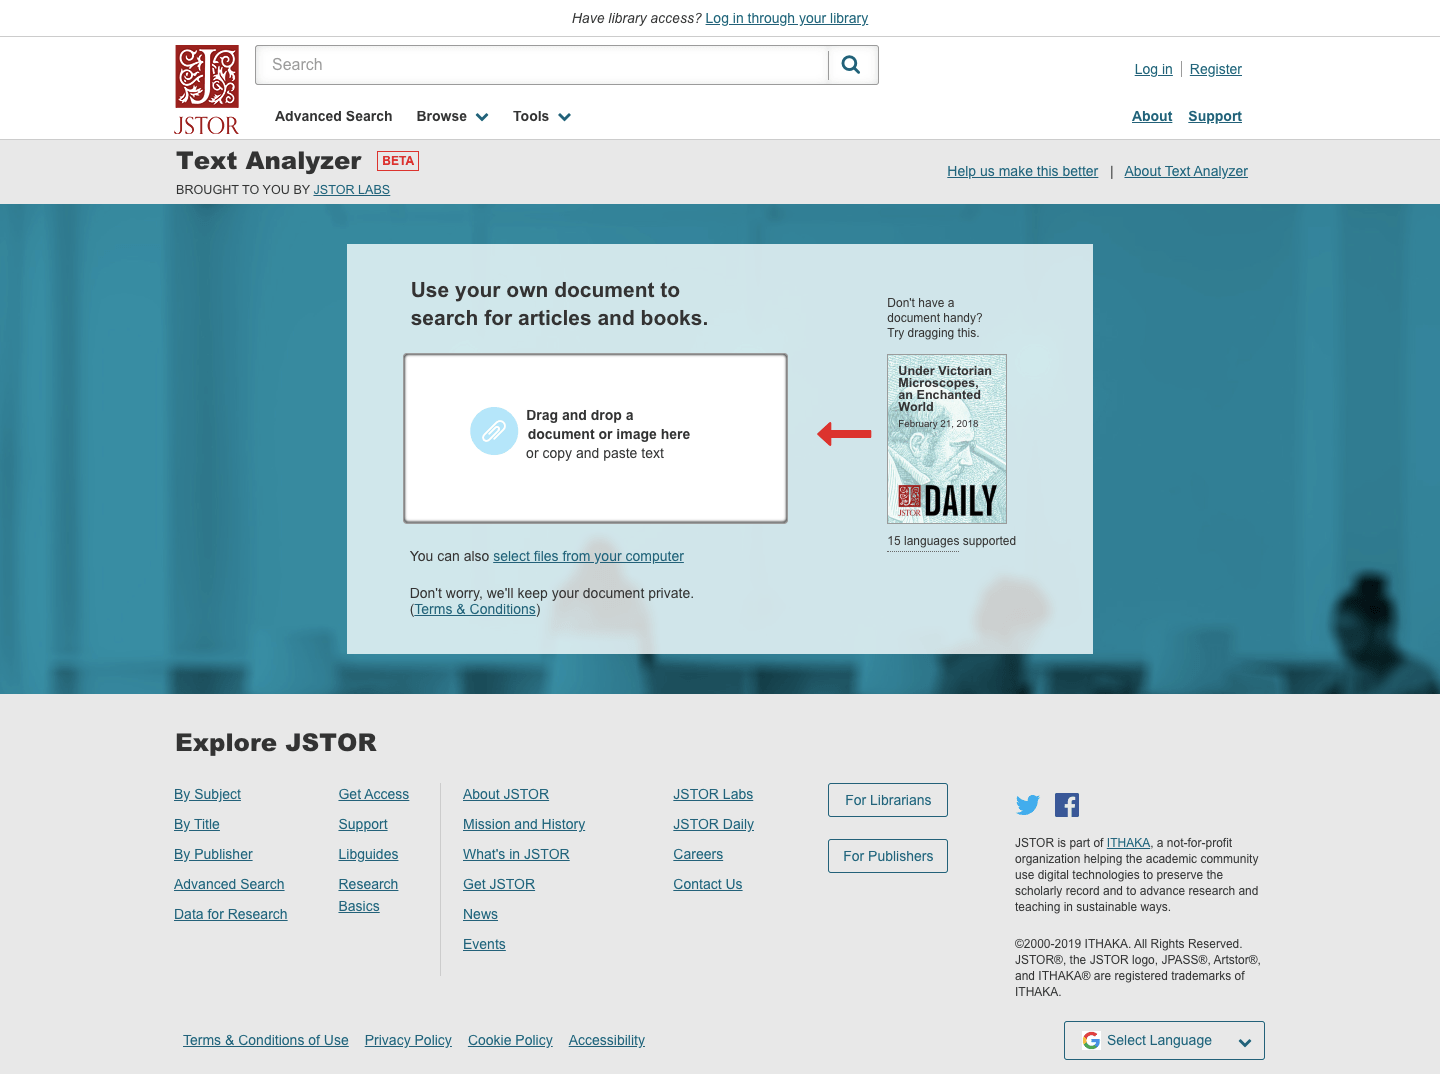 Have library access? Log in through your library
Search
Log in
Register
JSTOR
Advanced Search
Browse
Tools
About
Support
Text Analyzer
BETA
BROUGHT TO YOU BY JSTOR LABS
Help us make this better | About Text Analyzer
Use your own document to
search for articles and books.
Drag and drop a
document or image here
or copy and paste text
You can also select files from your computer
Don't worry, we'll keep your document private.
(Terms & Conditions)
Don't have a
document handy?
Try dragging this.
Under Victorian
Microscopes,
an Enchanted
World
February 21, 2018
JSTOR
DAILY
15 languages supported
Explore JSTOR
By Subject
By Title
By Publisher
Advanced Search
Data for Research
Get Access
Support
Libguides
Research
Basics
About JSTOR
Mission and History
What's in JSTOR
Get JSTOR
News
Events
JSTOR Labs
JSTOR Daily
Careers
Contact Us
For Librarians
For Publishers
JSTOR is part of ITHAKA, a not-for-profit
organization helping the academic community
use digital technologies to preserve the
scholarly record and to advance research and
teaching in sustainable ways.
©2000-2019 ITHAKA. All Rights Reserved.
JSTOR®, the JSTOR logo, JPASS®, Artstor®,
and ITHAKA® are registered trademarks of
ITHAKA.
Terms & Conditions of Use
Privacy Policy
Cookie Policy
Accessibility
Select Language